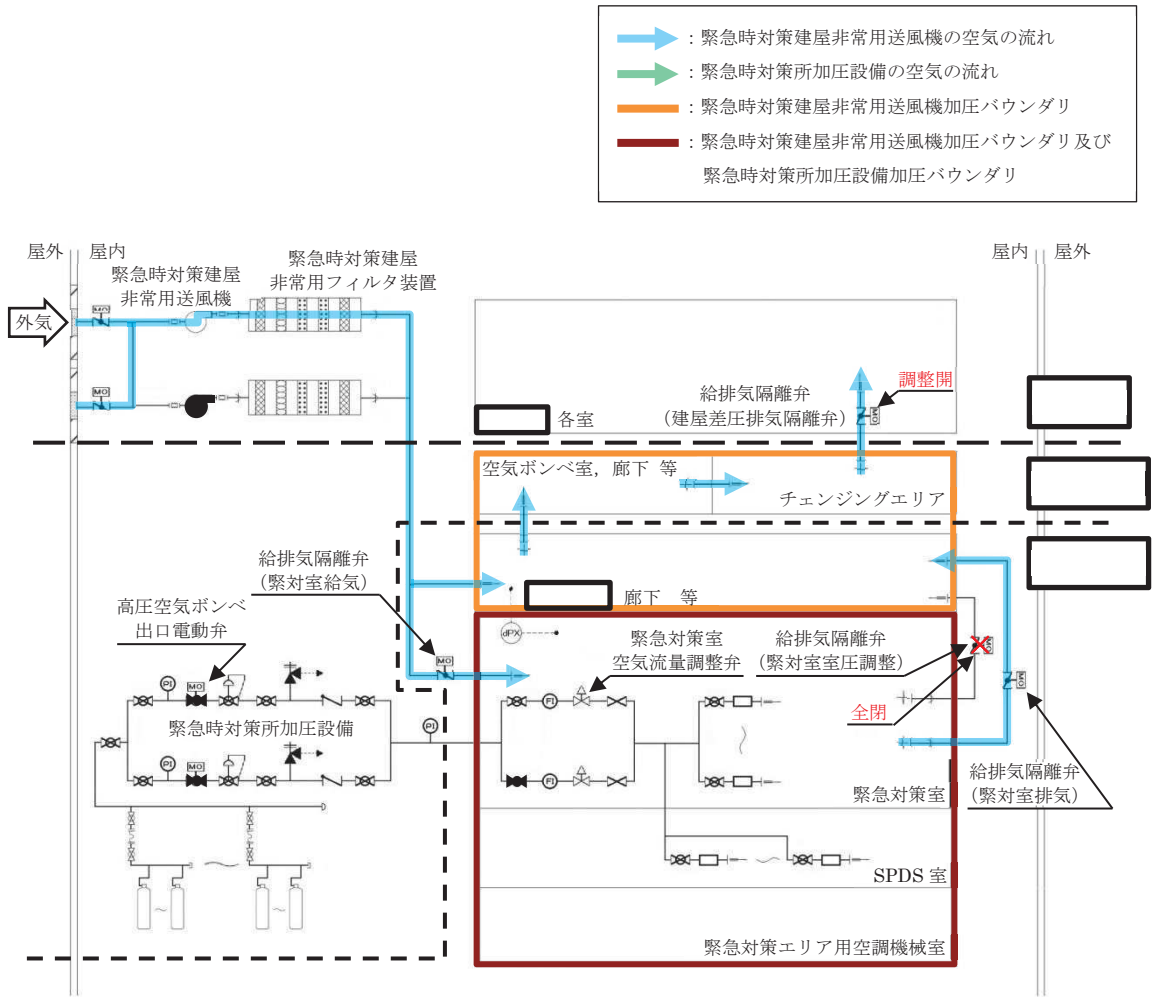 ：緊急時対策建屋非常用送風機の空気の流れ
：緊急時対策所加圧設備の空気の流れ
：緊急時対策建屋非常用送風機加圧バウンダリ
：緊急時対策建屋非常用送風機加圧バウンダリ及び
緊急時対策所加圧設備加圧バウンダリ
屋外
屋内
緊急時対策建屋
非常用送風機
緊急時対策建屋
非常用フィルタ装置
屋内
屋外
外気
MO
MO
調整開
給排気隔離弁
（建屋差圧排気隔離弁）
MO
各室
空気ボンベ室，廊下 等
チェンジングエリア
給排気隔離弁
（緊対室給気）
廊下　等
高圧空気ボンベ
出口電動弁
dPX
緊急対策室
空気流量調整弁
給排気隔離弁
（緊対室室圧調整）
MO
MO
MO
全閉
PI
MO
FI
緊急時対策所加圧設備
PI
PI
MO
FI
給排気隔離弁
（緊対室排気）
緊急対策室
SPDS 室
緊急対策エリア用空調機械室